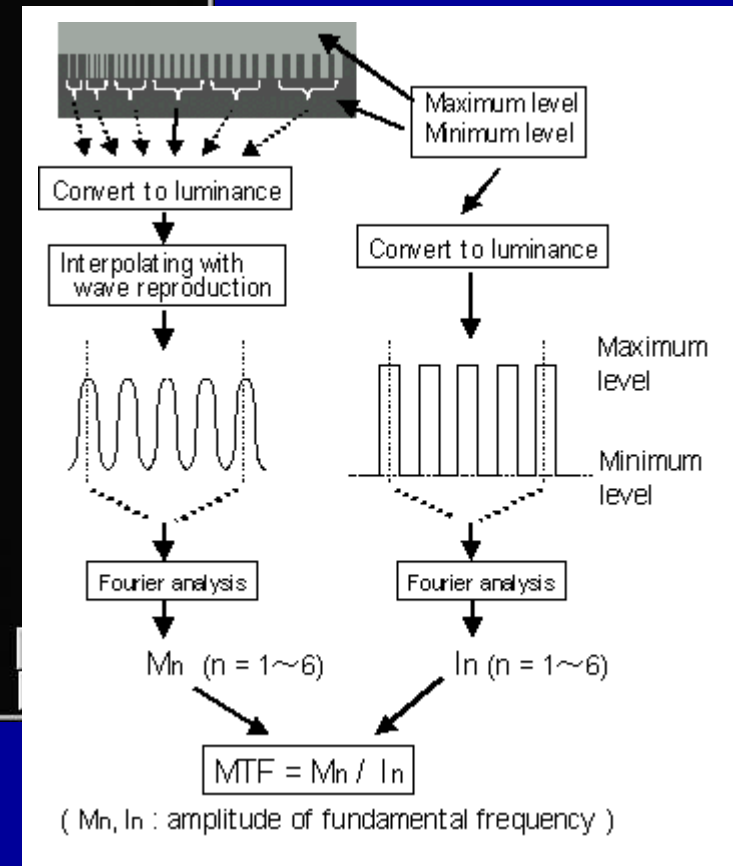 Maximum level
Minimum level
Convert to luminance
Convert to luminance
Interpolating with
wave reproduction
Maximum
level
Minimum
level
Fourier analysis
Fourier analysis
Mn (n = 1〜6)
In (n = 1〜6)
MTF = Mn / In
( Mn, In : amplitude of fundamental frequency )